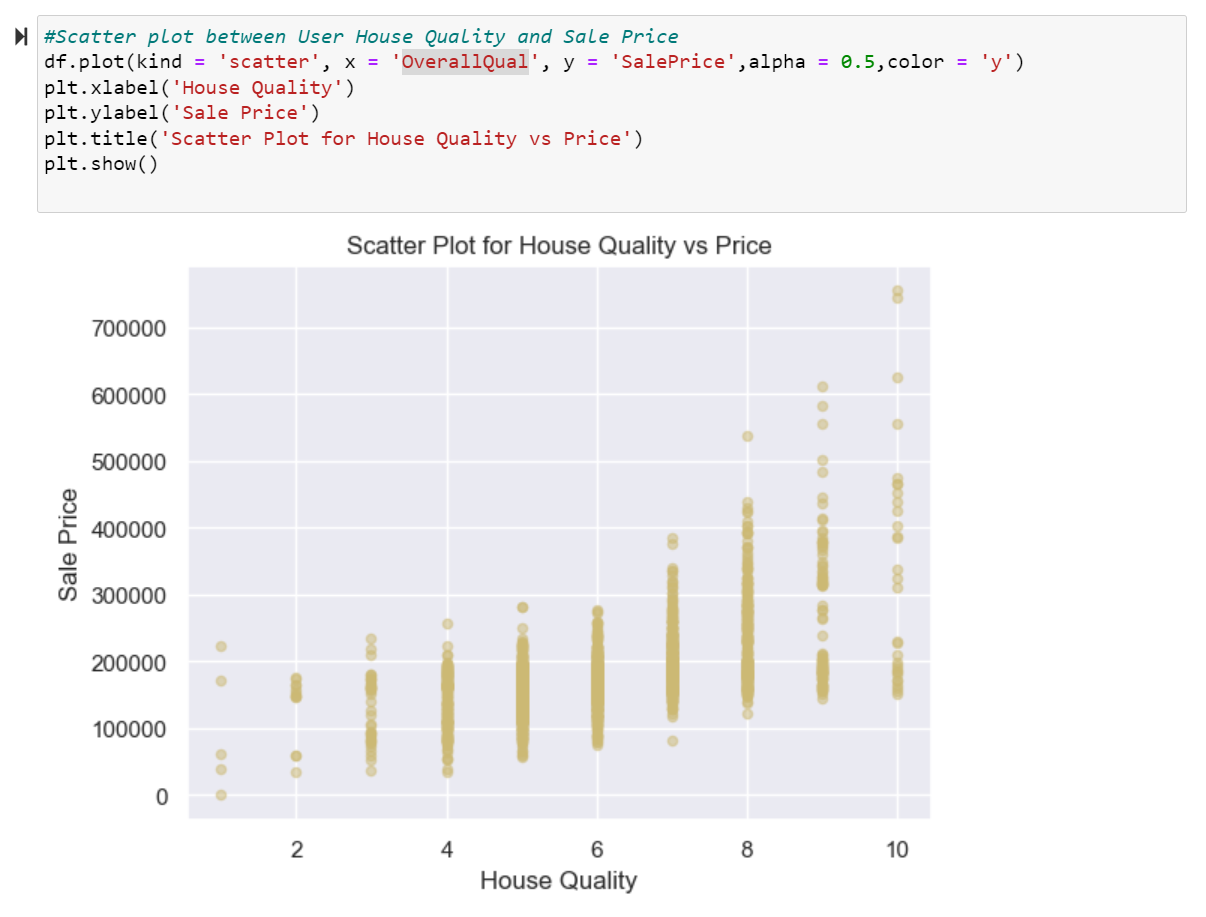 #Scatter plot between User House Quality and Sale Price
df.plot(kind = 'scatter', x = 'OverallQual', y = 'SalePrice',alpha = 0.5,color = 'y')
plt.xlabel('House Quality')
plt.ylabel('Sale Price')
plt.title('Scatter Plot for House Quality vs Price')
plt.show()
Scatter Plot for House Quality vs Price
700000
600000
500000
400000
300000
200000
100000
0
Sale Price
2 4 6 8 10
House Quality